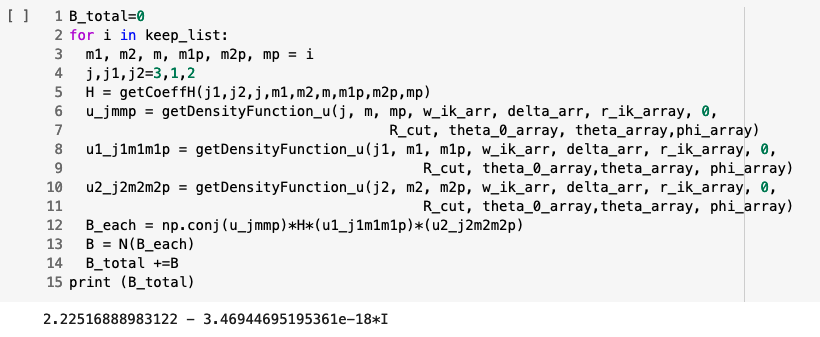 [ ] 1 B_total=0
2 for i in keep_list:
3   m1, m2, m, m1p, m2p, mp = i
4   j,j1,j2=3,1,2
5   H = getCoeffH(j1,j2,j,m1,m2,m,m1p,m2p,mp)
6   u_jmmp = getDensityFunction_u(j, m, mp, w_ik_arr, delta_arr, r_ik_array, 0,
7                                 R_cut, theta_0_array, theta_array,phi_array)
8   u1_j1m1m1p = getDensityFunction_u(j1, m1, m1p, w_ik_arr, delta_arr, r_ik_array, 0,
9                                     R_cut, theta_0_array,theta_array, phi_array)
10   u2_j2m2m2p = getDensityFunction_u(j2, m2, m2p, w_ik_arr, delta_arr, r_ik_array, 0,
11                                     R_cut, theta_0_array,theta_array, phi_array)
12   B_each = np.conj(u_jmmp)*H*(u1_j1m1m1p)*(u2_j2m2m2p)
13   B = N(B_each)
14   B_total +=B
15 print (B_total)
2.22516888983122 − 3.46944695195361e-18*I